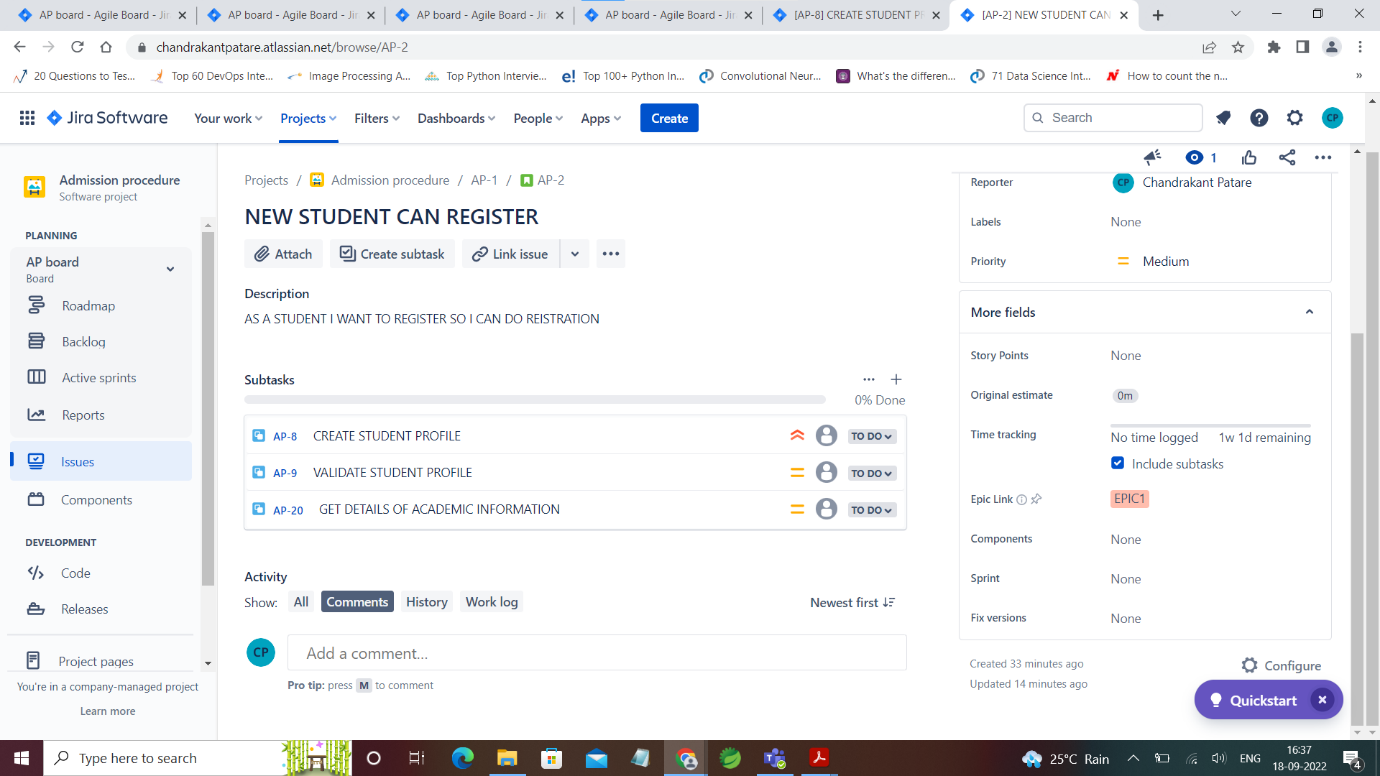 AP board - Agile Board - Jir
AP board - Agile Board - Jir
AP board - Agile Board - Jir
AP board - Agile Board - Jir
[AP-8] CREATE STUDENT P
[AP-2] NEW STUDENT CAN
chandrakantpatare.atlassian.net/browse/AP-2
20 Questions to Tes...
Top 60 DevOps Inte...
Image Processing A...
Top Python Intervie...
e! Top 100+ Python In...
Convolutional Neur...
What's the differen...
71 Data Science Int...
How to count the n...
»
Jira Software
Your work
Projects
Filters
Dashboards
People
Apps
Create
Search
CP
Admission procedure
Software project
PLANNING
AP board
Board
Roadmap
Backlog
Active sprints
Reports
Issues
Components
DEVELOPMENT
Code
Releases
Project pages
You're in a company-managed project
Learn more
Projects / Admission procedure / AP-1 / AP-2
NEW STUDENT CAN REGISTER
Attach
Create subtask
Link issue
Description
AS A STUDENT I WANT TO REGISTER SO I CAN DO REISTRATION
Subtasks
0% Done
AP-8 CREATE STUDENT PROFILE TO DO
AP-9 VALIDATE STUDENT PROFILE TO DO
AP-20 GET DETAILS OF ACADEMIC INFORMATION TO DO
Activity
Show: All Comments History Work log Newest first
CP Add a comment...
Pro tip: press M to comment
1
Reporter CP Chandrakant Patare
Labels None
Priority Medium
More fields
Story Points None
Original estimate 0m
Time tracking No time logged 1w 1d remaining
Include subtasks
Epic Link EPIC1
Components None
Sprint None
Fix versions None
Created 33 minutes ago
Updated 14 minutes ago
Configure
Quickstart
Type here to search
25°C Rain
ENG
16:37
18-09-2022
4